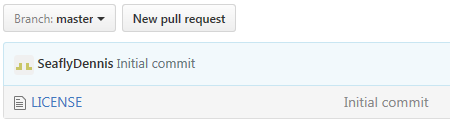 Branch: master New pull request
SeaflyDennis Initial commit
LICENSE Initial commit